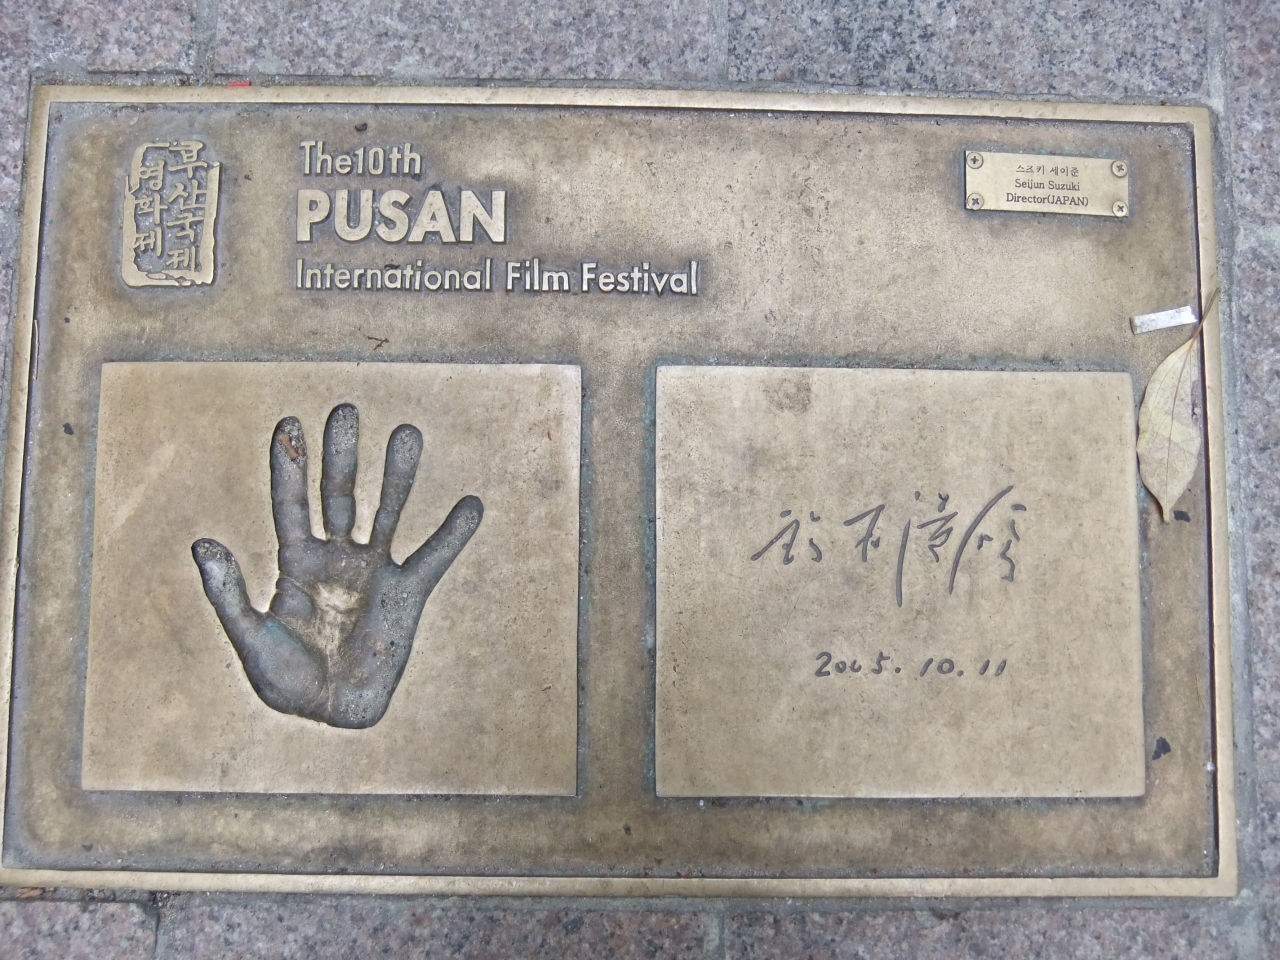 부산국제
영화제
The10th
PUSAN
International Film Festival
스즈키 세이준
Seijun Suzuki
Director(JAPAN)
2005. 10. 11